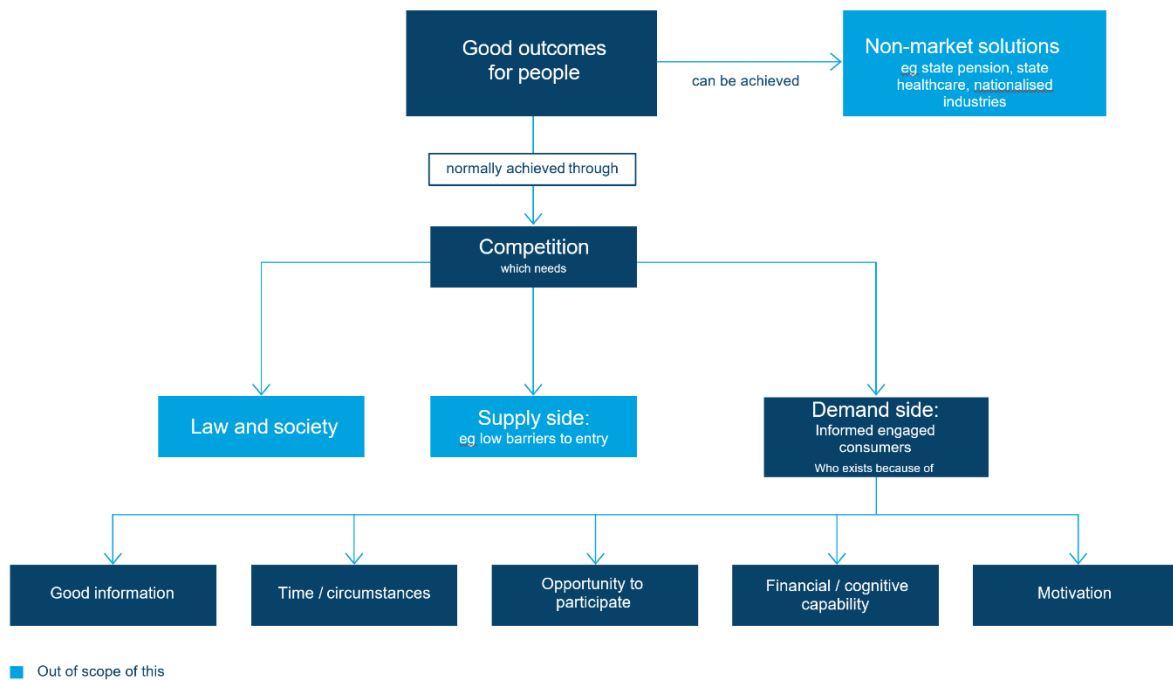 Good outcomes
for people
can be achieved
Non-market solutions
eg state pension, state
healthcare, nationalised
industries
normally achieved through
Competition
which needs
Law and society
Supply side:
eg low barriers to entry
Demand side:
Informed engaged
consumers
Who exists because of
Good information
Time / circumstances
Opportunity to
participate
Financial / cognitive
capability
Motivation
Out of scope of this